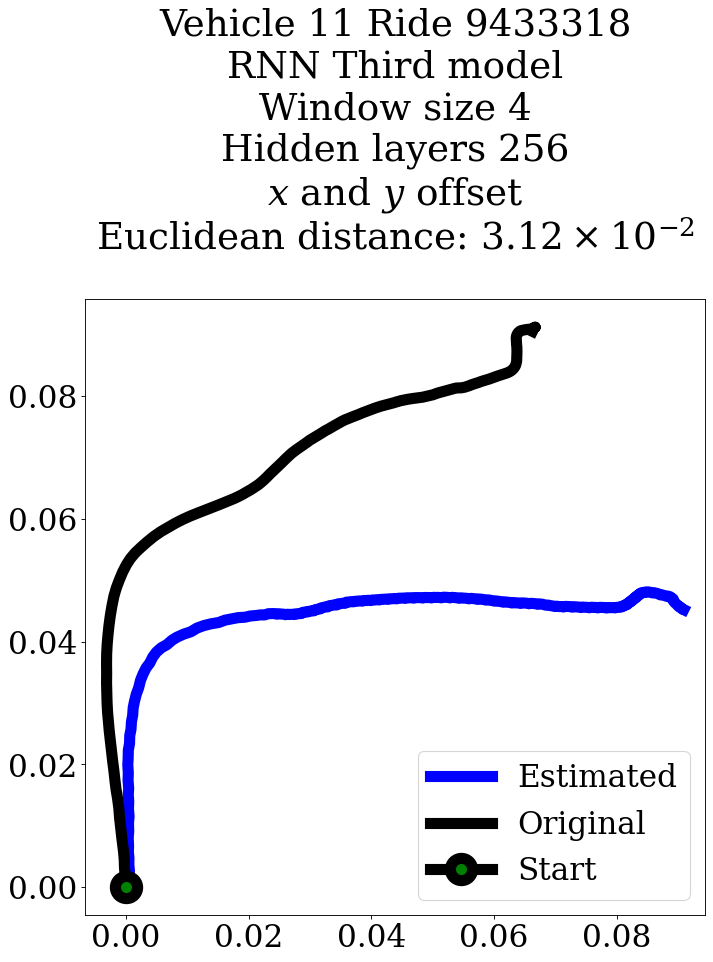 Vehicle 11 Ride 9433318
RNN Third model
Window size 4
Hidden layers 256
x and y offset
Euclidean distance: 3.12 × 10⁻²
0.08
0.06
0.04
0.02
0.00
Estimated
Original
Start
0.00 0.02 0.04 0.06 0.08